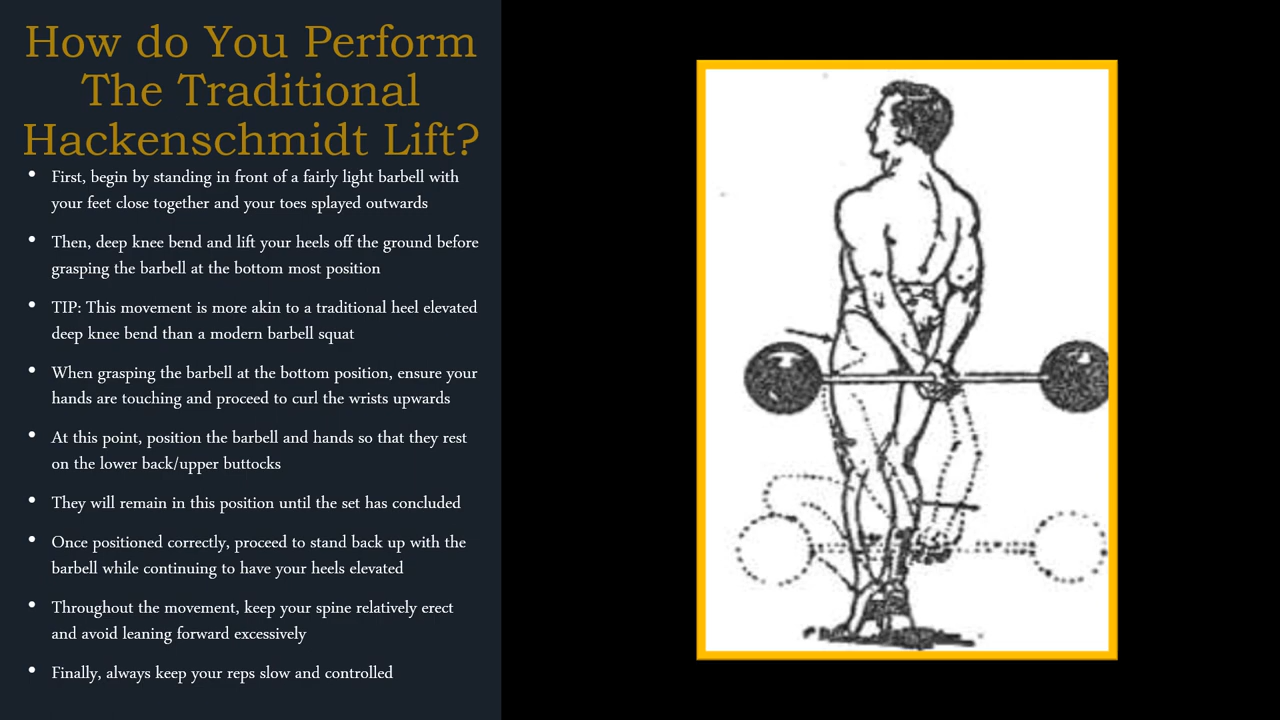 How do You Perform
The Traditional
Hackenschmidt Lift?
• First, begin by standing in front of a fairly light barbell with
your feet close together and your toes splayed outwards
• Then, deep knee bend and lift your heels off the ground before
grasping the barbell at the bottom most position
• TIP: This movement is more akin to a traditional heel elevated
deep knee bend than a modern barbell squat
• When grasping the barbell at the bottom position, ensure your
hands are touching and proceed to curl the wrists upwards
• At this point, position the barbell and hands so that they rest
on the lower back/upper buttocks
• They will remain in this position until the set has concluded
• Once positioned correctly, proceed to stand back up with the
barbell while continuing to have your heels elevated
• Throughout the movement, keep your spine relatively erect
and avoid leaning forward excessively
• Finally, always keep your reps slow and controlled